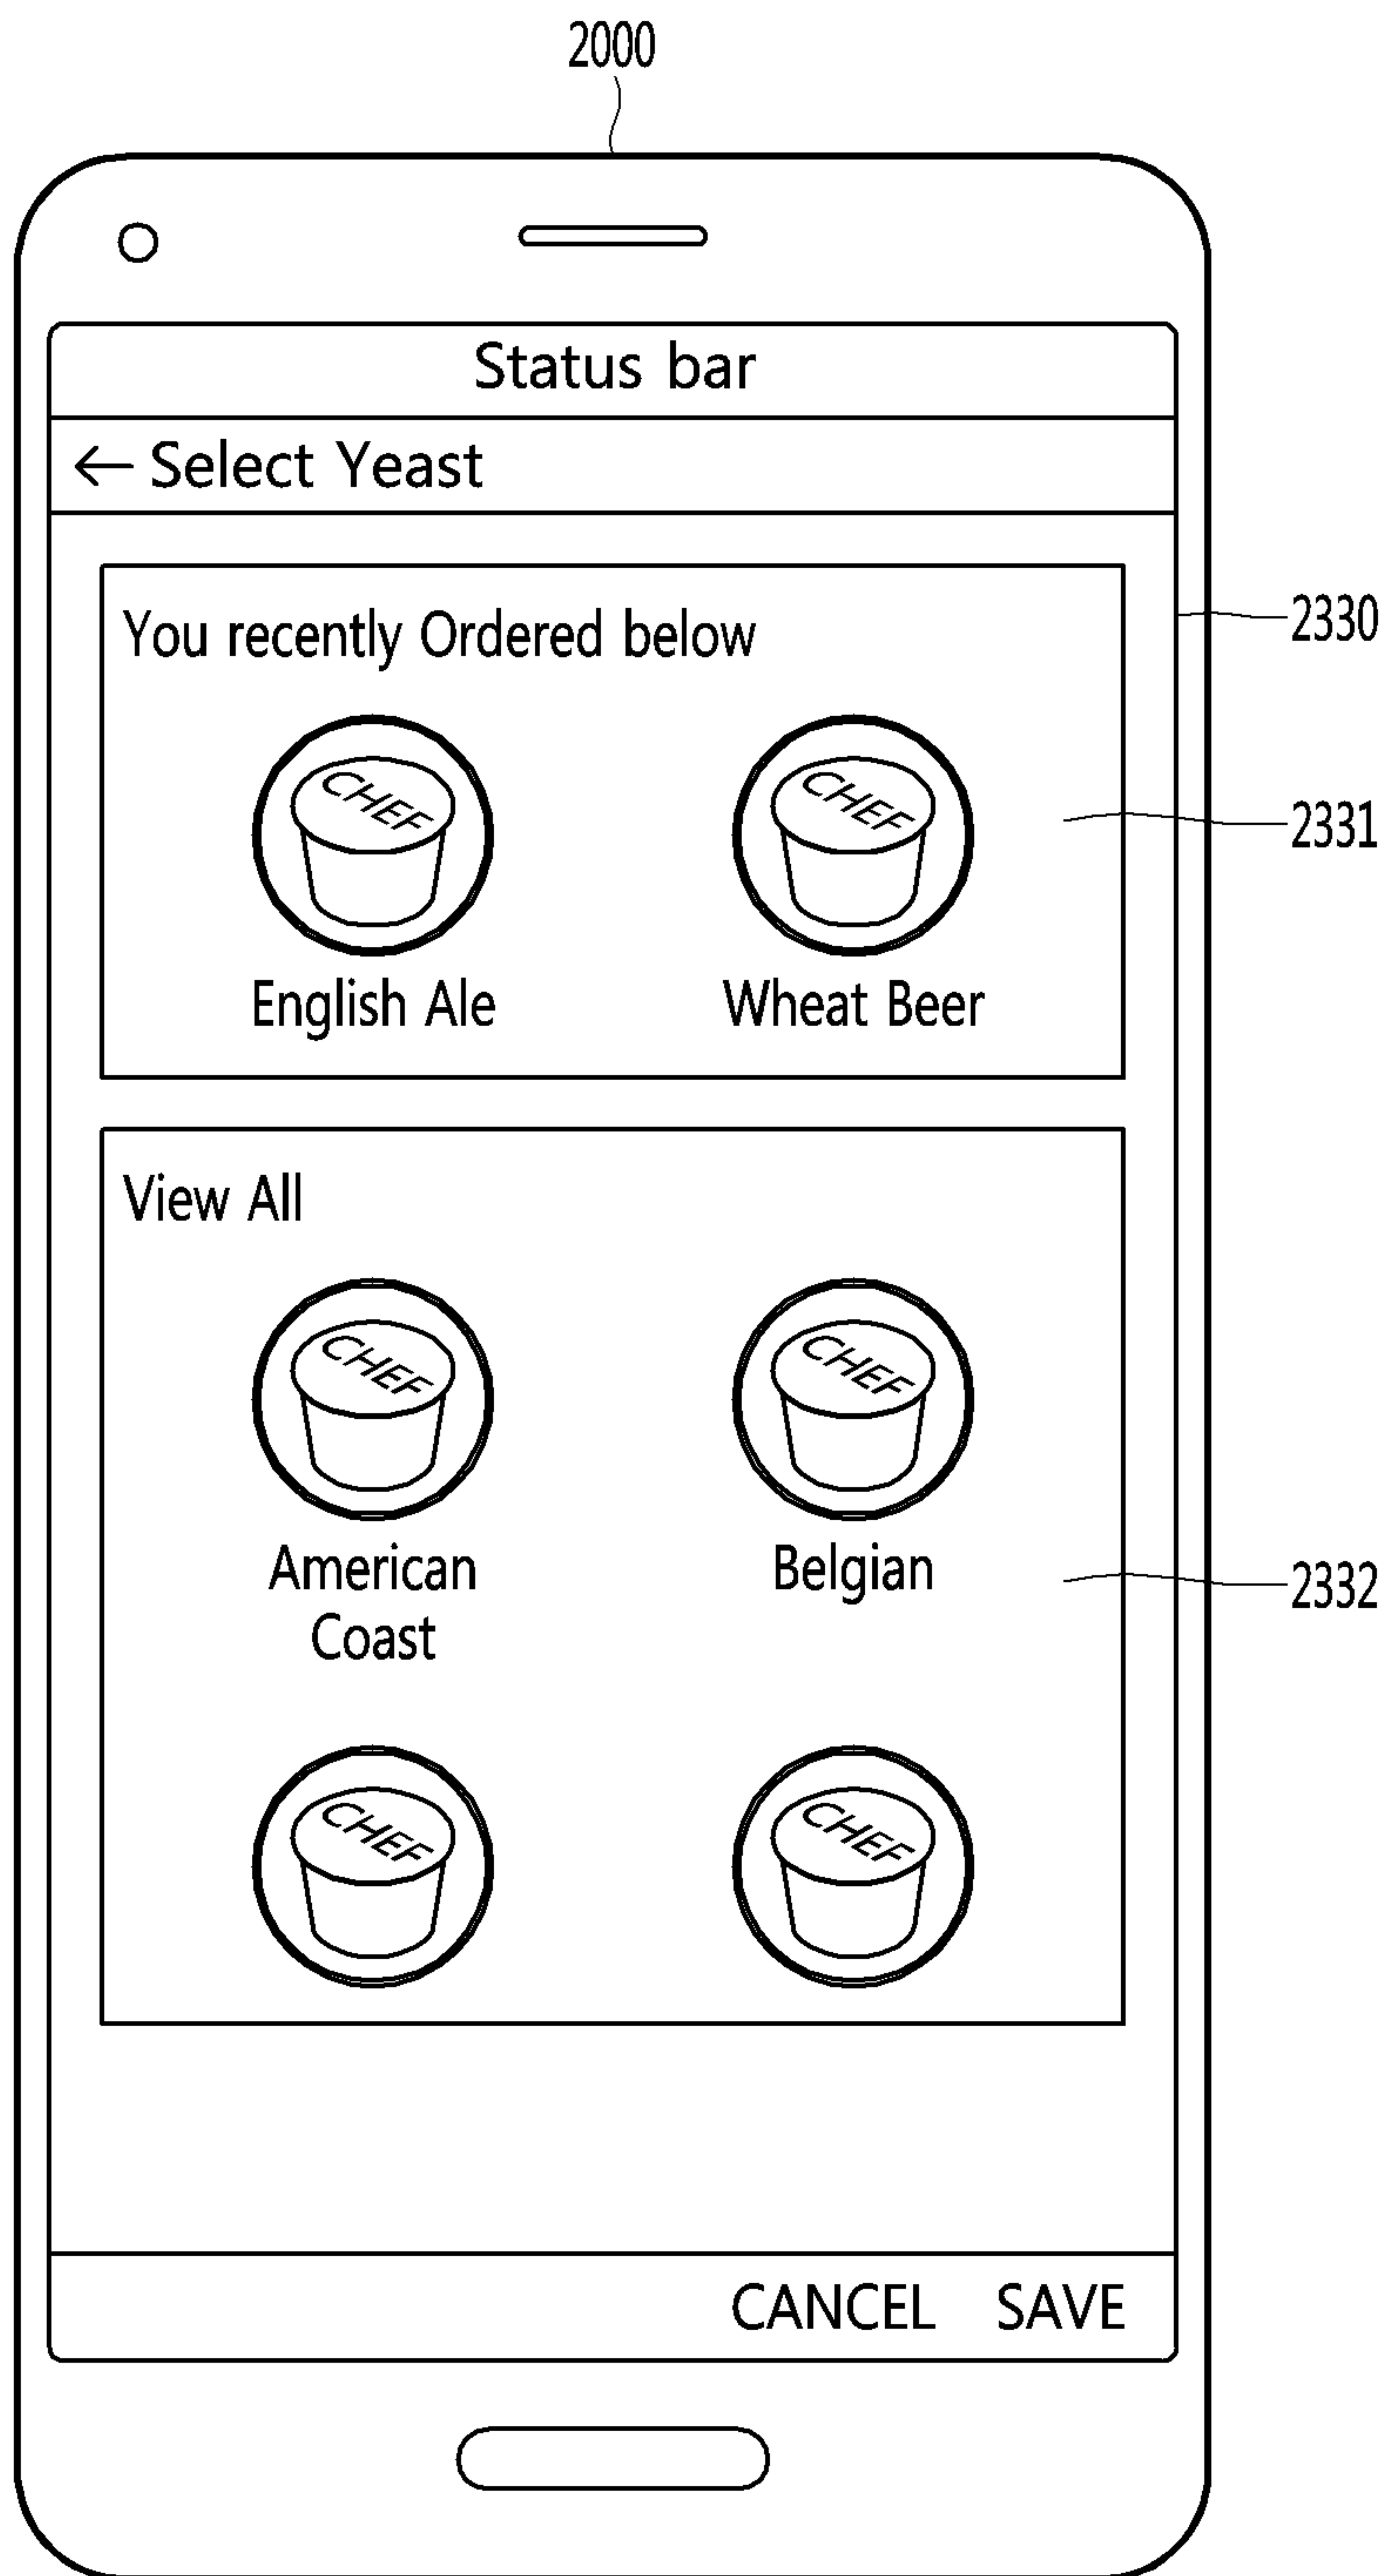 2000
Status bar
← Select Yeast
You recently Ordered below
2330
CHEF CHEF
2331
English Ale Wheat Beer
View All
CHEF CHEF
American Belgian
Coast
2332
CHEF CHEF
CANCEL SAVE